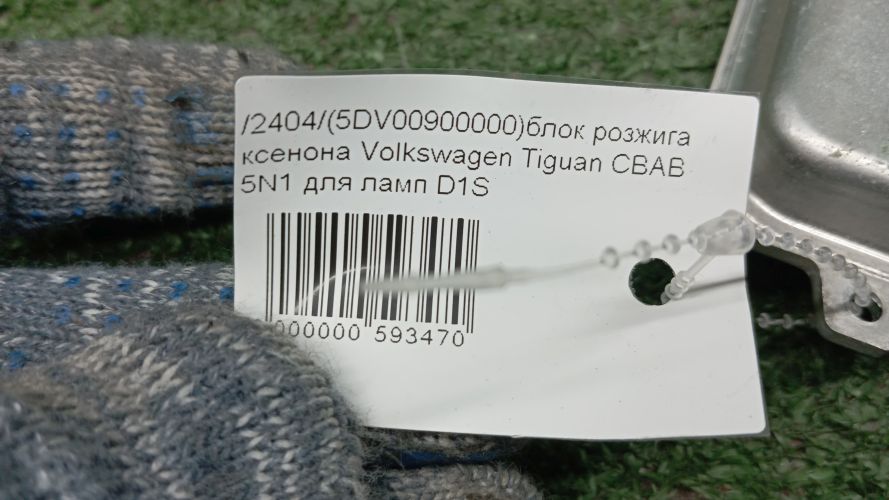 /2404/(5DV00900000)блок розжига
ксенона Volkswagen Tiguan CBAB
5N1 для ламп D1S
000000 593470